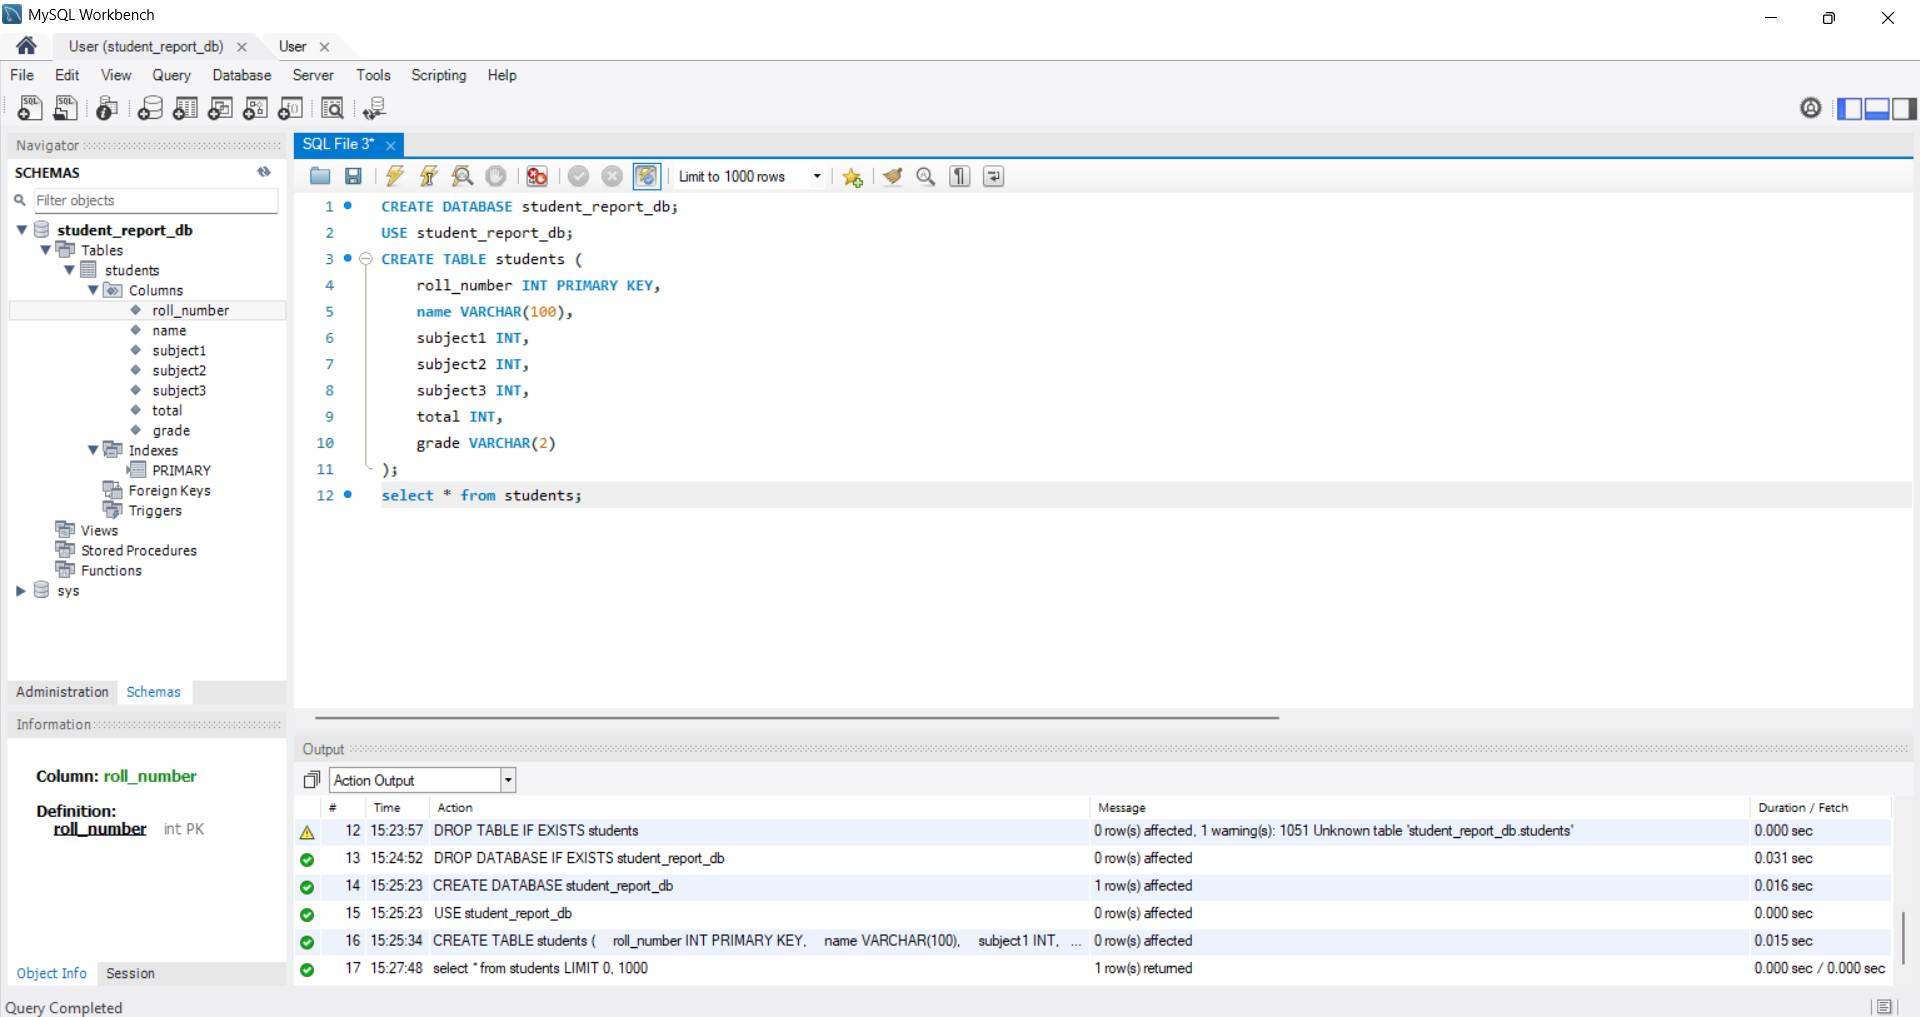 MySQL Workbench
User (student_report_db)
User
File Edit View Query Database Server Tools Scripting Help
Navigator
SCHEMAS
Filter objects
student_report_db
Tables
students
Columns
roll_number
name
subject1
subject2
subject3
total
grade
Indexes
PRIMARY
Foreign Keys
Triggers
Views
Stored Procedures
Functions
sys
Administration Schemas
Information
Column: roll_number
Definition:
roll_number int PK
Object Info Session
Query Completed
SQL File 3*
Limit to 1000 rows
1 CREATE DATABASE student_report_db;
2 USE student_report_db;
3 CREATE TABLE students (
4 roll_number INT PRIMARY KEY,
5 name VARCHAR(100),
6 subject1 INT,
7 subject2 INT,
8 subject3 INT,
9 total INT,
10 grade VARCHAR(2)
11 );
12 select * from students;
Output
Action Output
# Time Action Message Duration / Fetch
12 15:23:57 DROP TABLE IF EXISTS students 0 row(s) affected, 1 warning(s): 1051 Unknown table 'student_report_db.students' 0.000 sec
13 15:24:52 DROP DATABASE IF EXISTS student_report_db 0 row(s) affected 0.031 sec
14 15:25:23 CREATE DATABASE student_report_db 1 row(s) affected 0.016 sec
15 15:25:23 USE student_report_db 0 row(s) affected 0.000 sec
16 15:25:34 CREATE TABLE students ( roll_number INT PRIMARY KEY, name VARCHAR(100), subject1 INT, ... 0 row(s) affected 0.015 sec
17 15:27:48 select * from students LIMIT 0, 1000 1 row(s) returned 0.000 sec / 0.000 sec